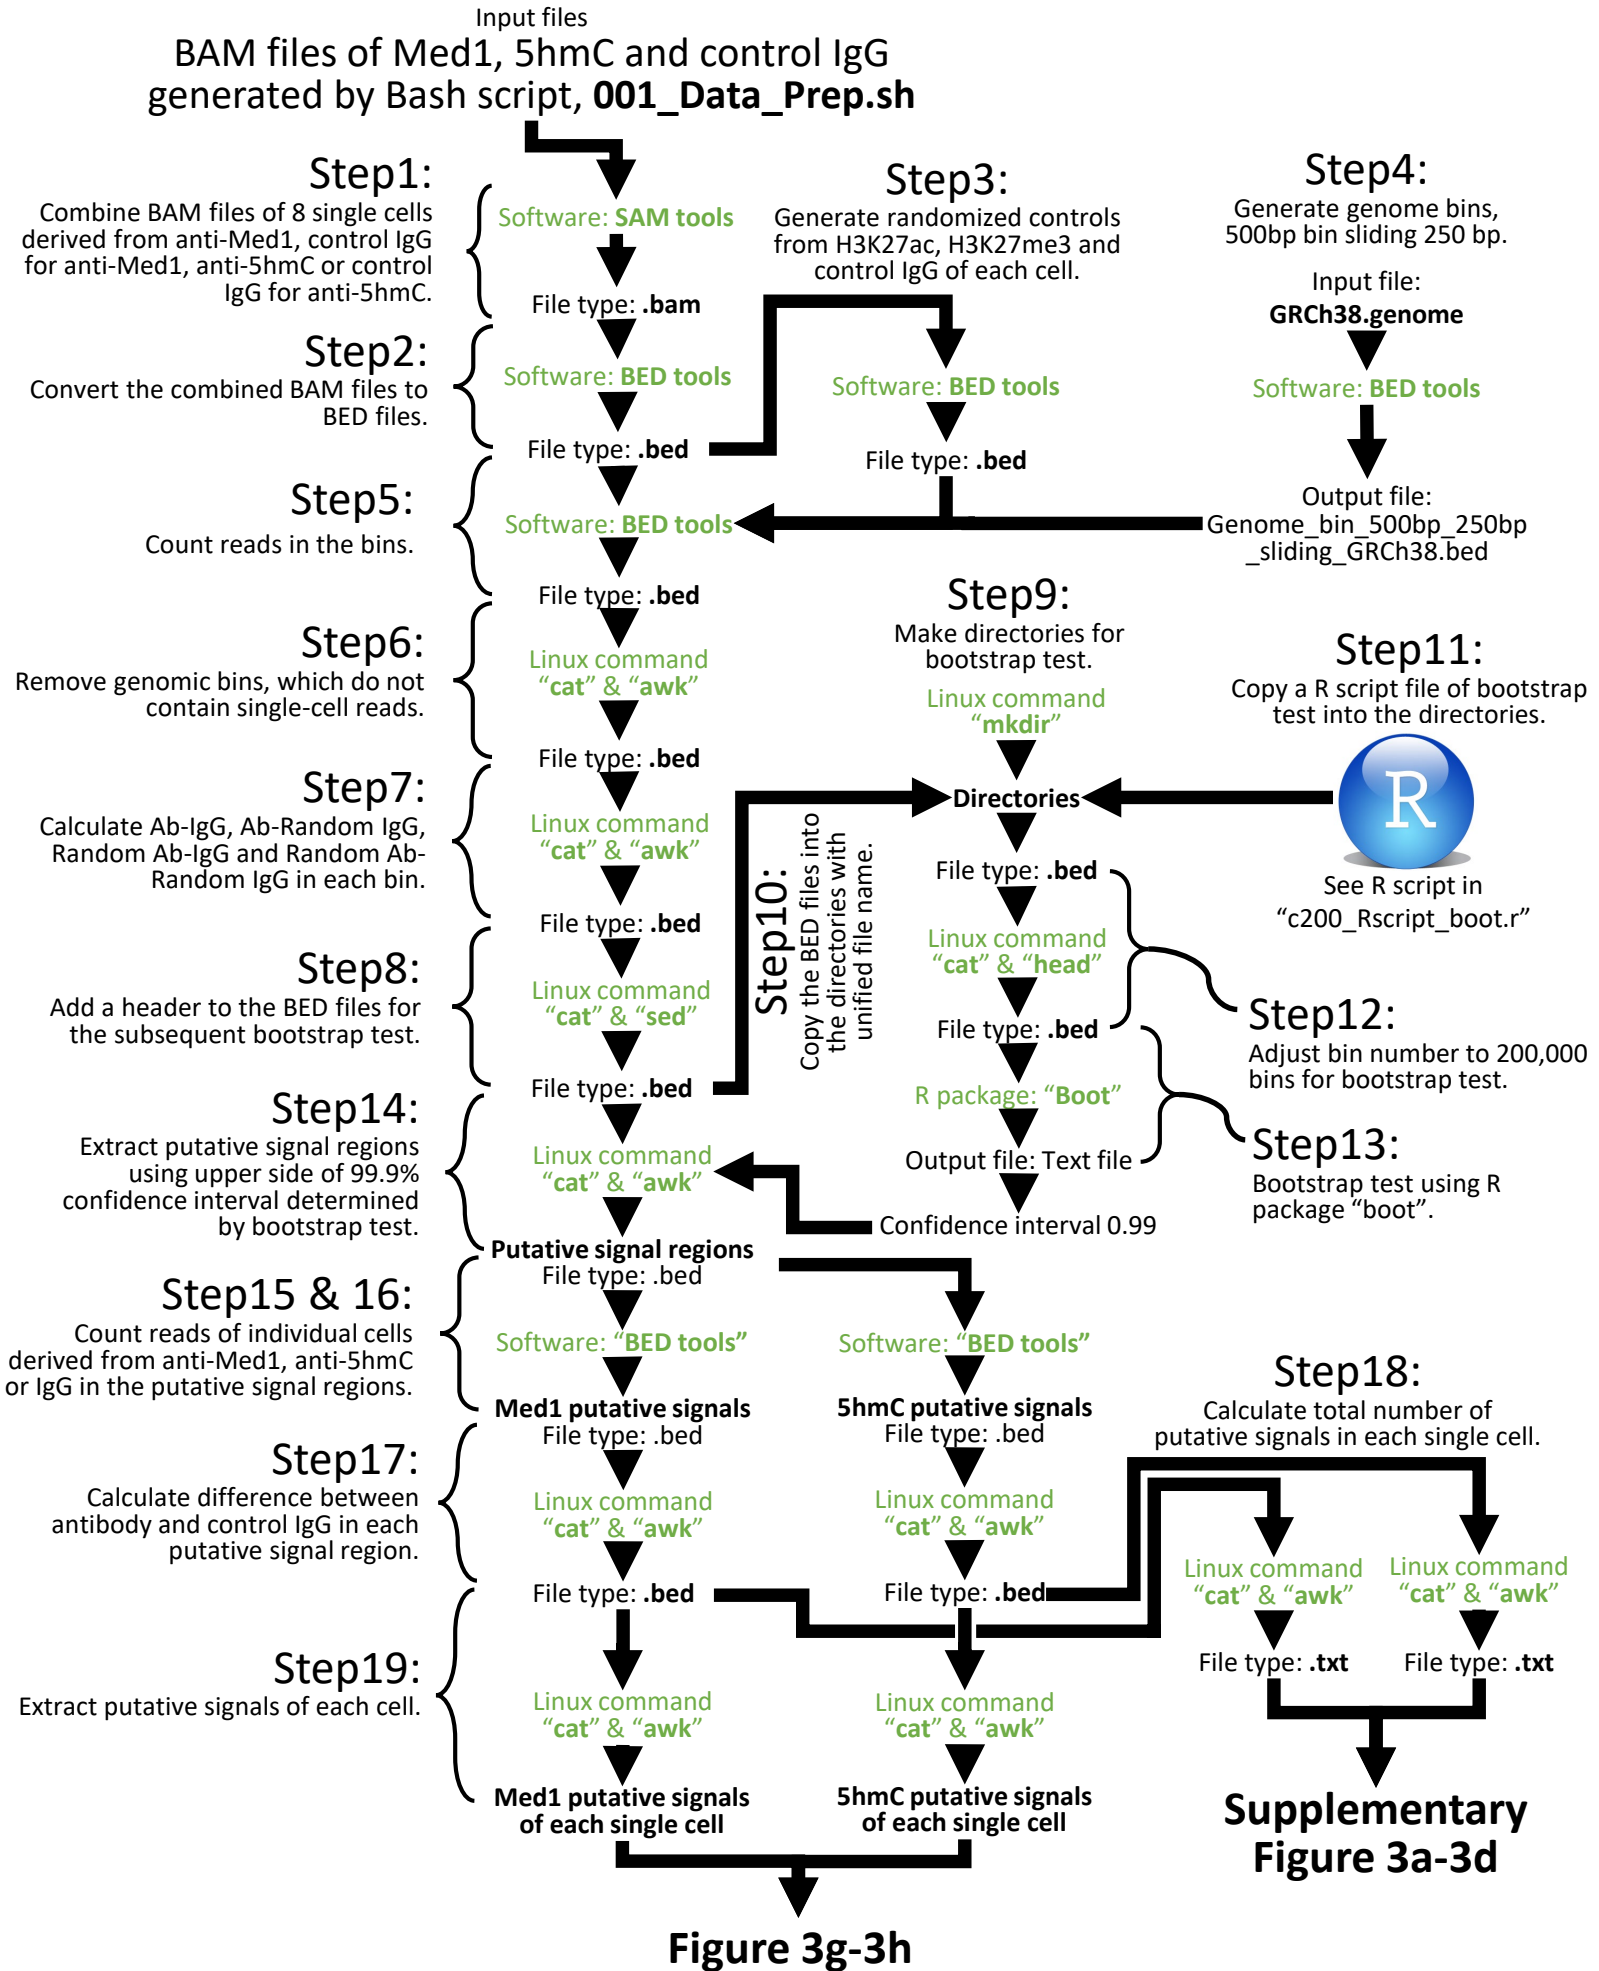 Input files
BAM files of Med1, 5hmC and control IgG
generated by Bash script, 001_Data_Prep.sh
Step1:
Combine BAM files of 8 single cells
derived from anti-Med1, control IgG
for anti-Med1, anti-5hmC or control
IgG for anti-5hmC.
Software: SAM tools
File type: .bam
Step2:
Convert the combined BAM files to
BED files.
Software: BED tools
File type: .bed
Step3:
Generate randomized controls
from H3K27ac, H3K27me3 and
control IgG of each cell.
Software: BED tools
File type: .bed
Step4:
Generate genome bins,
500bp bin sliding 250 bp.
Input file:
GRCh38.genome
Software: BED tools
Output file:
Genome_bin_500bp_250bp
_sliding_GRCh38.bed
Step5:
Count reads in the bins.
Software: BED tools
File type: .bed
Step6:
Remove genomic bins, which do not
contain single-cell reads.
Linux command
“cat” & “awk”
File type: .bed
Step7:
Calculate Ab-IgG, Ab-Random IgG,
Random Ab-IgG and Random Ab-
Random IgG in each bin.
Linux command
“cat” & “awk”
File type: .bed
Step8:
Add a header to the BED files for
the subsequent bootstrap test.
Linux command
“cat” & “sed”
File type: .bed
Step9:
Make directories for
bootstrap test.
Linux command
“mkdir”
Directories
Step10:
Copy the BED files into
the directories with
unified file name.
Step11:
Copy a R script file of bootstrap
test into the directories.
R
See R script in
“c200_Rscript_boot.r”
File type: .bed
Linux command
“cat” & “head”
File type: .bed
Step12:
Adjust bin number to 200,000
bins for bootstrap test.
R package: “Boot”
Output file: Text file
Step13:
Bootstrap test using R
package “boot”.
Confidence interval 0.99
Step14:
Extract putative signal regions
using upper side of 99.9%
confidence interval determined
by bootstrap test.
Linux command
“cat” & “awk”
Putative signal regions
File type: .bed
Step15 & 16:
Count reads of individual cells
derived from anti-Med1, anti-5hmC
or IgG in the putative signal regions.
Software: “BED tools”
Software: “BED tools”
Med1 putative signals
File type: .bed
5hmC putative signals
File type: .bed
Step17:
Calculate difference between
antibody and control IgG in each
putative signal region.
Linux command
“cat” & “awk”
Linux command
“cat” & “awk”
File type: .bed
File type: .bed
Step18:
Calculate total number of
putative signals in each single cell.
Linux command
“cat” & “awk”
Linux command
“cat” & “awk”
File type: .txt
File type: .txt
Supplementary
Figure 3a-3d
Step19:
Extract putative signals of each cell.
Linux command
“cat” & “awk”
Linux command
“cat” & “awk”
Med1 putative signals
of each single cell
5hmC putative signals
of each single cell
Figure 3g-3h